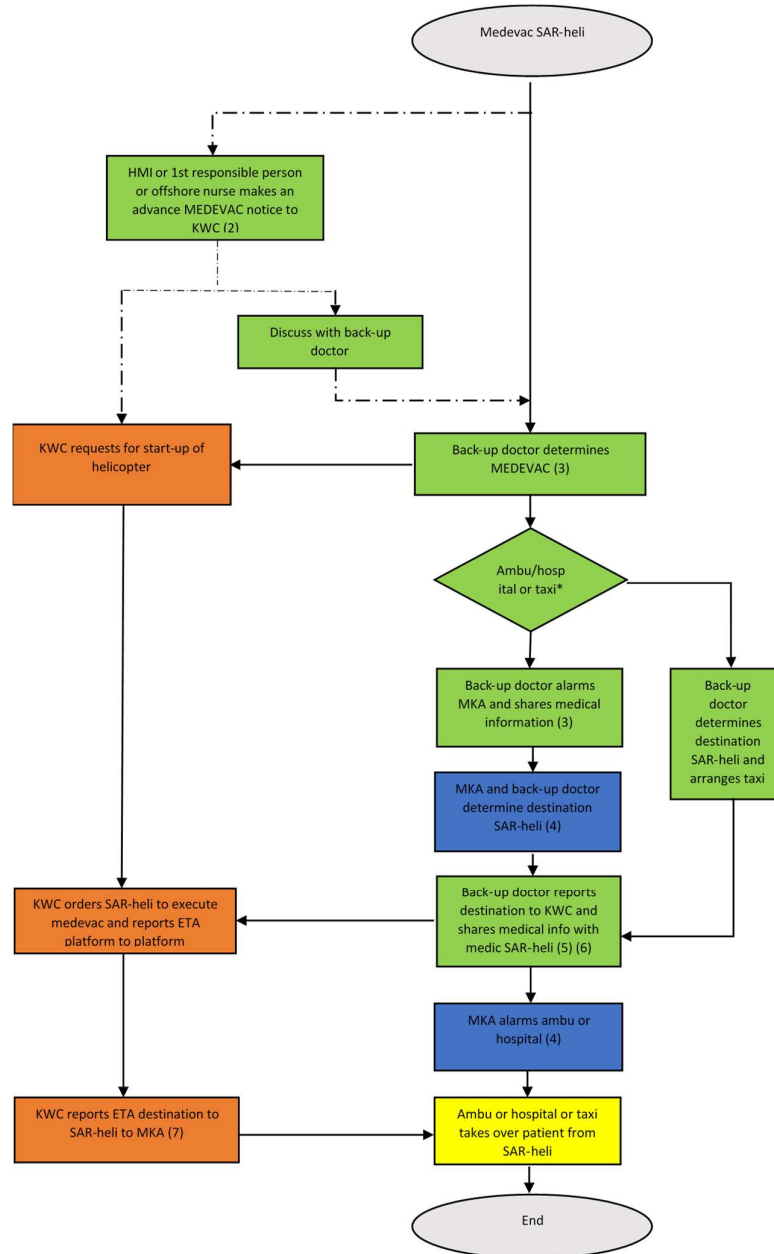 Medevac SAR-heli
HMI or 1st responsible person
or offshore nurse makes an
advance MEDEVAC notice to
KWC (2)
Discuss with back-up
doctor
KWC requests for start-up of
helicopter
Back-up doctor determines
MEDEVAC (3)
Ambu/hosp
ital or taxi*
Back-up doctor alarms
MKA and shares medical
information (3)
Back-up
doctor
determines
destination
SAR-heli and
arranges taxi
MKA and back-up doctor
determine destination
SAR-heli (4)
KWC orders SAR-heli to execute
medevac and reports ETA
platform to platform
Back-up doctor reports
destination to KWC and
shares medical info with
medic SAR-heli (5) (6)
MKA alarms ambu or
hospital (4)
KWC reports ETA destination to
SAR-heli to MKA (7)
Ambu or hospital or taxi
takes over patient from
SAR-heli
End